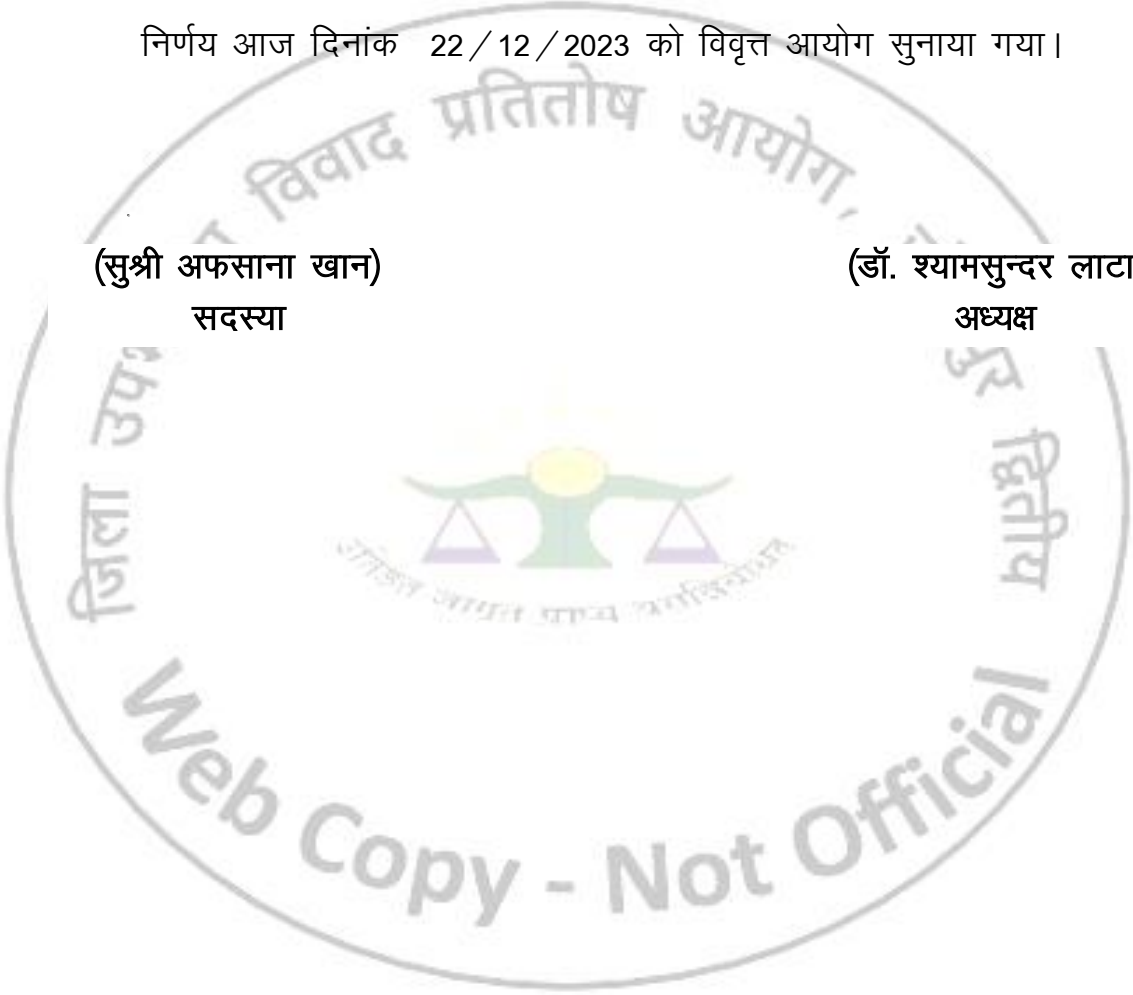 निर्णय आज दिनांक 22/12/2023 को विवृत्त आयोग सुनाया गया।
विवाद प्रतितोष आयोग,
(सुश्री अफसाना खान) (डॉ. श्यामसुन्दर लाटा
सदस्या अध्यक्ष
जिला
द्वितीय
Web Copy - Not Official